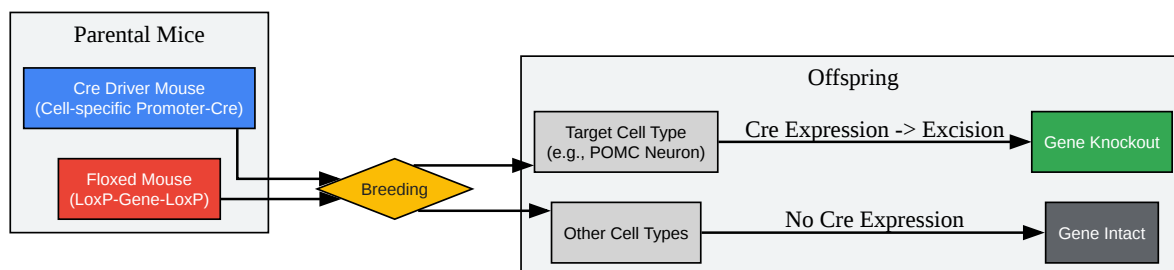 Parental Mice
Cre Driver Mouse
(Cell-specific Promoter-Cre)
Floxed Mouse
(LoxP-Gene-LoxP)
Breeding
Offspring
Target Cell Type
(e.g., POMC Neuron)
Cre Expression -> Excision
Gene Knockout
Other Cell Types
No Cre Expression
Gene Intact